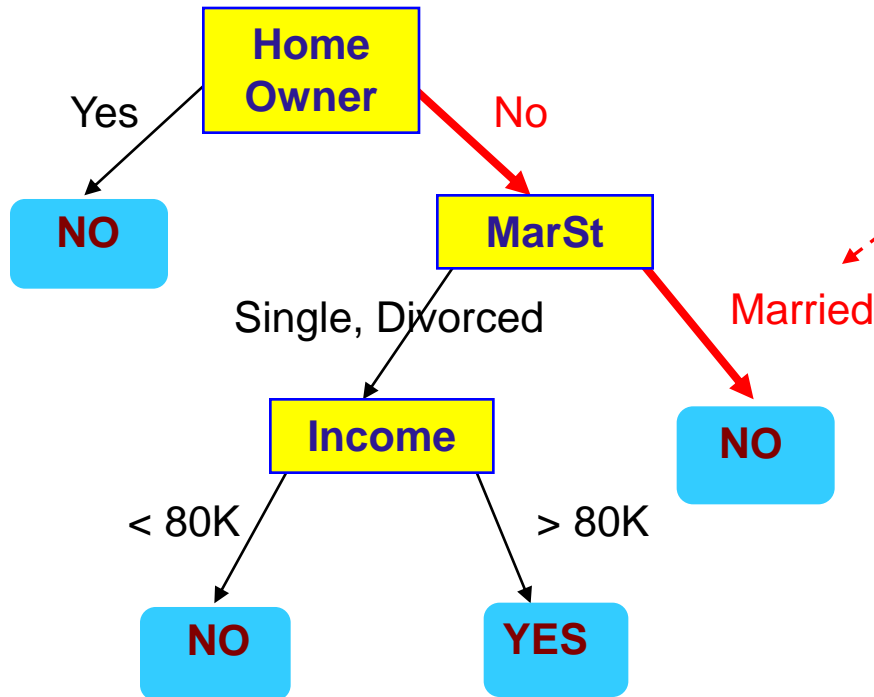 Home
Owner
Yes
No
NO
MarSt
Single, Divorced
Married
Income
NO
< 80K
> 80K
NO
YES